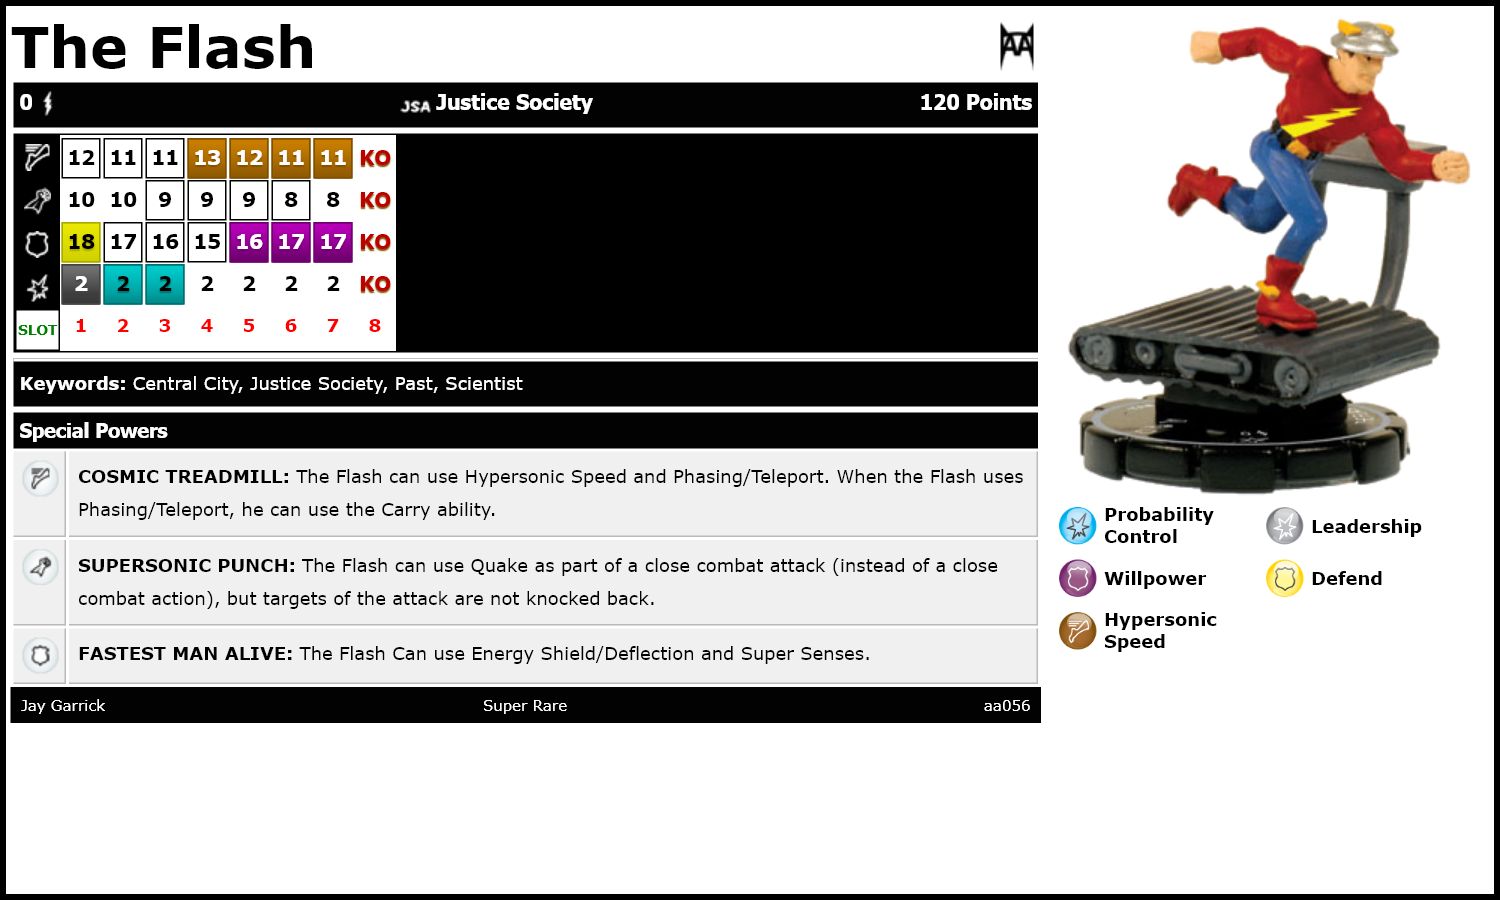 The Flash
0 JSA Justice Society 120 Points
12 11 11 13 12 11 11 KO
10 10 9 9 9 8 8 KO
18 17 16 15 16 17 17 KO
2 2 2 2 2 2 2 KO
SLOT 1 2 3 4 5 6 7 8
Keywords: Central City, Justice Society, Past, Scientist
Special Powers
COSMIC TREADMILL: The Flash can use Hypersonic Speed and Phasing/Teleport. When the Flash uses
Phasing/Teleport, he can use the Carry ability.
SUPERSONIC PUNCH: The Flash can use Quake as part of a close combat attack (instead of a close
combat action), but targets of the attack are not knocked back.
FASTEST MAN ALIVE: The Flash Can use Energy Shield/Deflection and Super Senses.
Jay Garrick Super Rare aa056
Probability
Control
Leadership
Willpower
Defend
Hypersonic
Speed